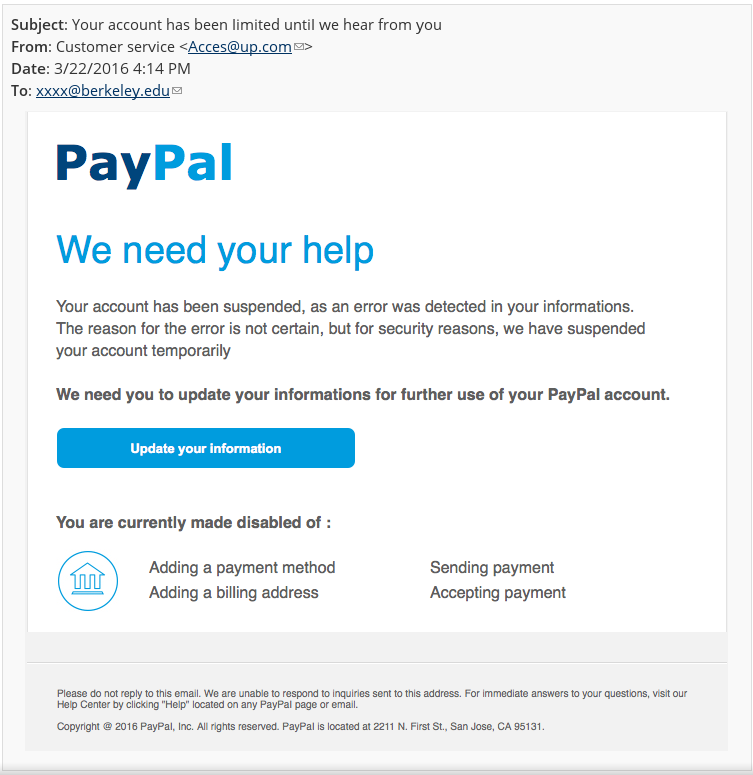 Subject: Your account has been limited until we hear from you
From: Customer service <Acces@up.com>
Date: 3/22/2016 4:14 PM
To: xxxx@berkeley.edu
PayPal
We need your help
Your account has been suspended, as an error was detected in your informations.
The reason for the error is not certain, but for security reasons, we have suspended
your account temporarily
We need you to update your informations for further use of your PayPal account.
Update your information
You are currently made disabled of :
Adding a payment method
Sending payment
Adding a billing address
Accepting payment
Please do not reply to this email. We are unable to respond to inquiries sent to this address. For immediate answers to your questions, visit our
Help Center by clicking "Help" located on any PayPal page or email.
Copyright @ 2016 PayPal, Inc. All rights reserved. PayPal is located at 2211 N. First St., San Jose, CA 95131.